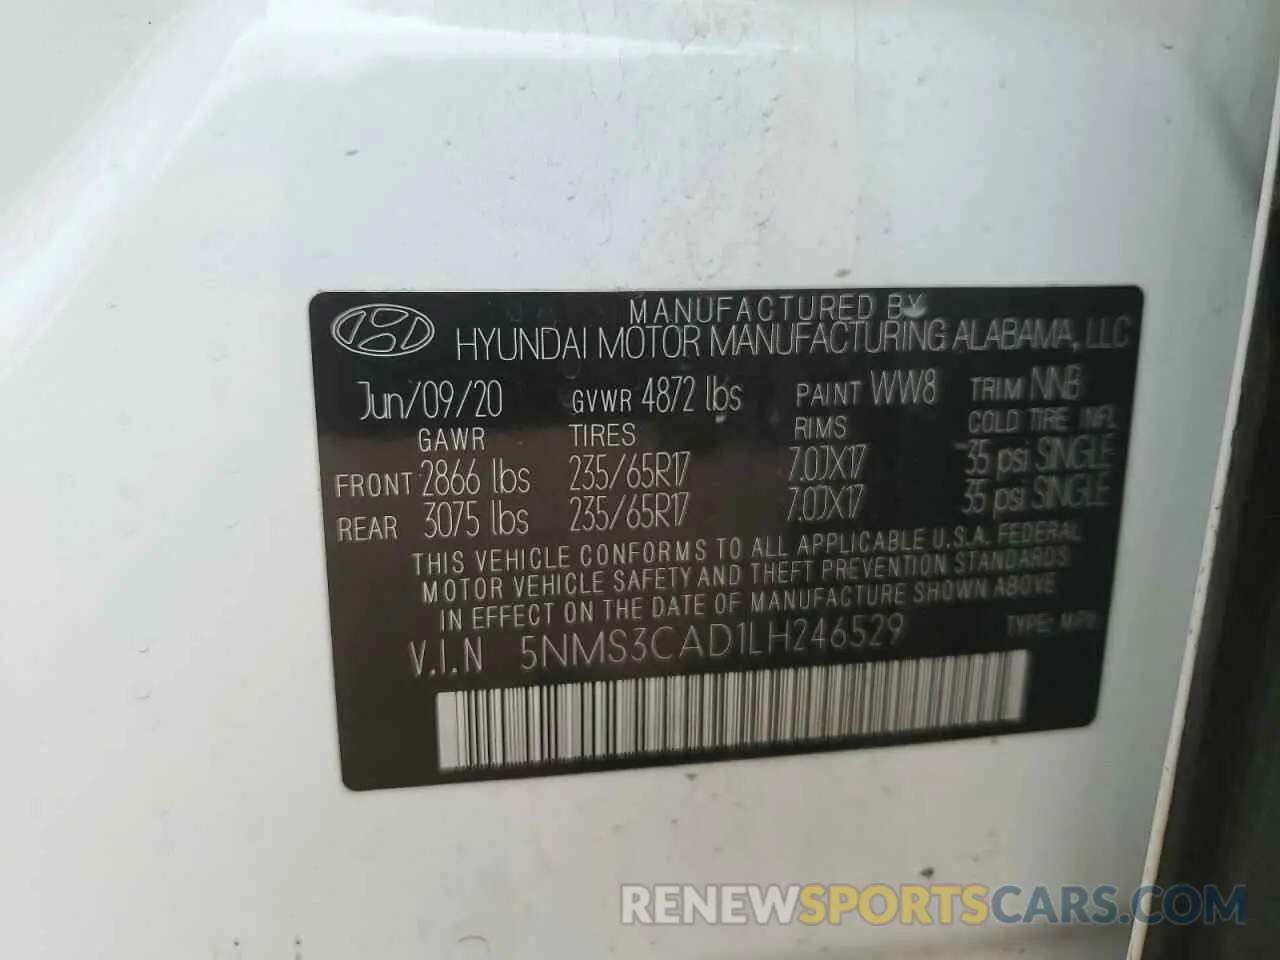 MANUFACTURED BY
HYUNDAI MOTOR MANUFACTURING ALABAMA, LLC
Jun/09/20 GVWR 4872 lbs PAINT WW8 TRIM NNB
GAWR TIRES RIMS COLD TIRE INFL
FRONT 2866 lbs 235/65R17 7.0JX17 35 psi SINGLE
REAR 3075 lbs 235/65R17 7.0JX17 35 psi SINGLE
THIS VEHICLE CONFORMS TO ALL APPLICABLE U.S.A. FEDERAL
MOTOR VEHICLE SAFETY AND THEFT PREVENTION STANDARDS
IN EFFECT ON THE DATE OF MANUFACTURE SHOWN ABOVE
V.I.N 5NMS3CAD1LH246529 TYPE: MPV
RENEWSPORTSCARS.COM